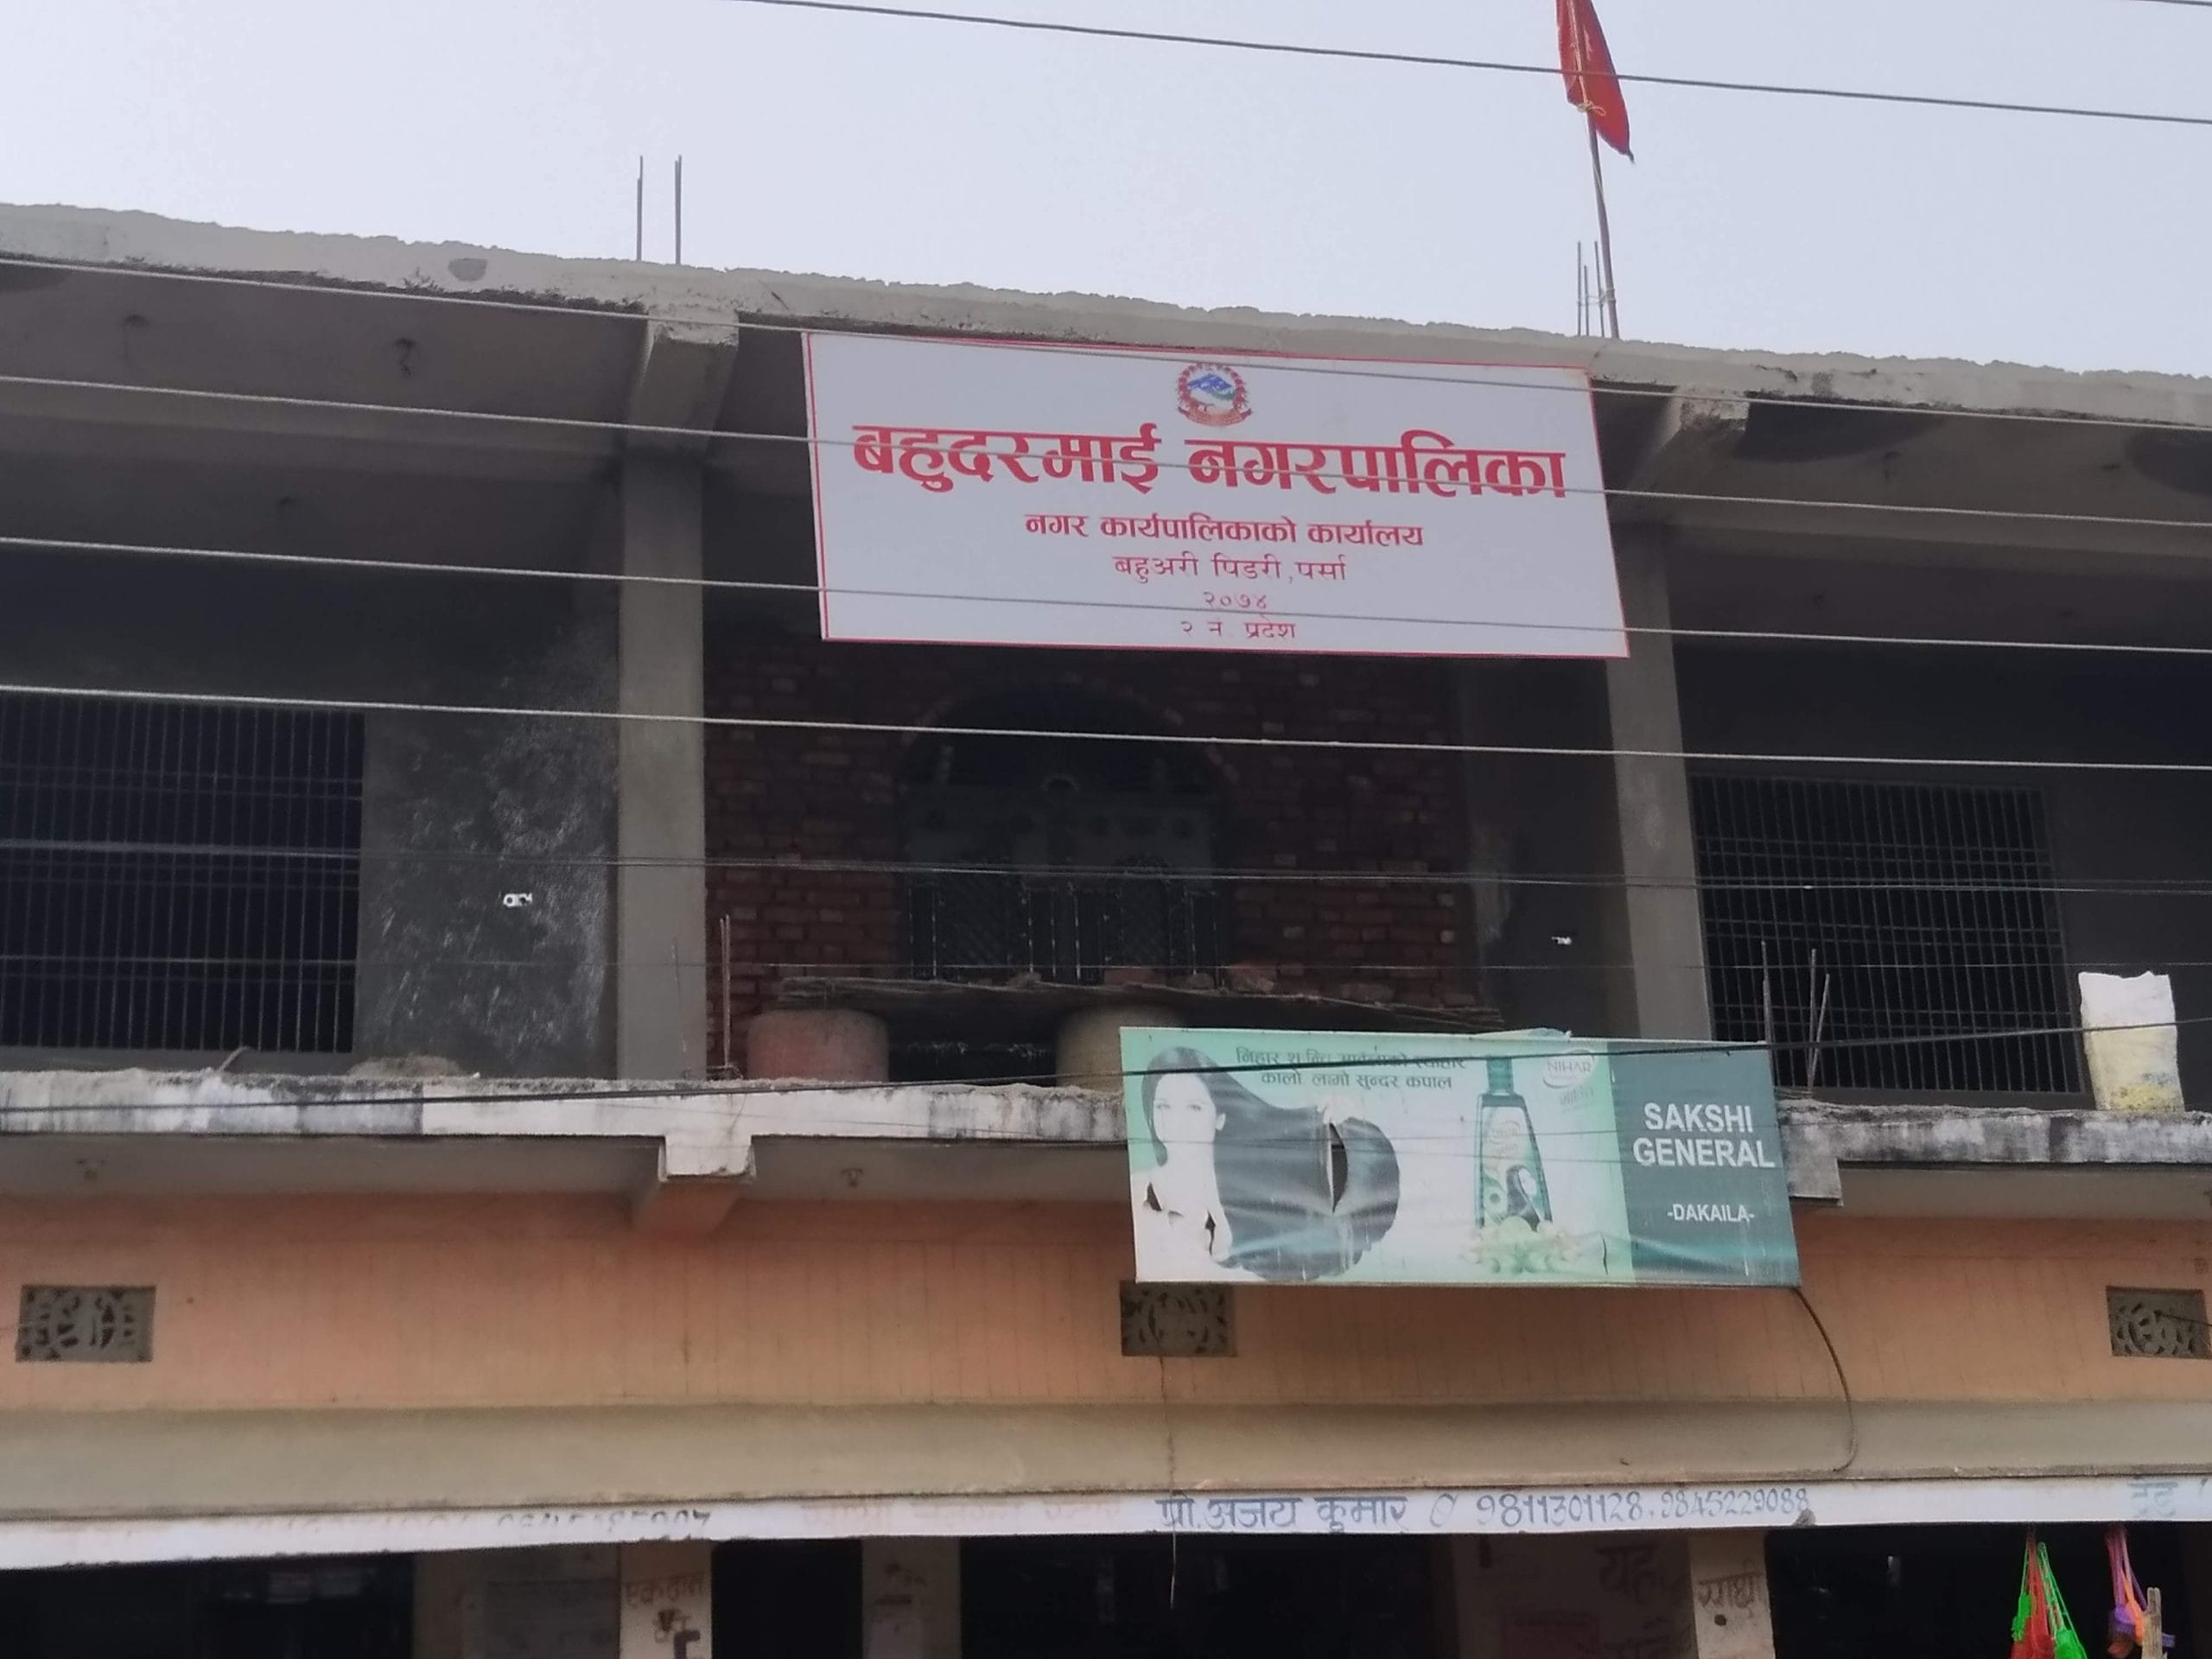 बहुदरमाई नगरपालिका
नगर कार्यपालिकाको कार्यालय
बहुअरी पिडरी, पर्सा
२०७४
२ नं. प्रदेश
निहार
कालो लामो सुन्दर कपाल
NIHAR
SAKSHI
GENERAL
-DAKAILA-
प्रो. अजय कुमार 9811301128, 9845229088